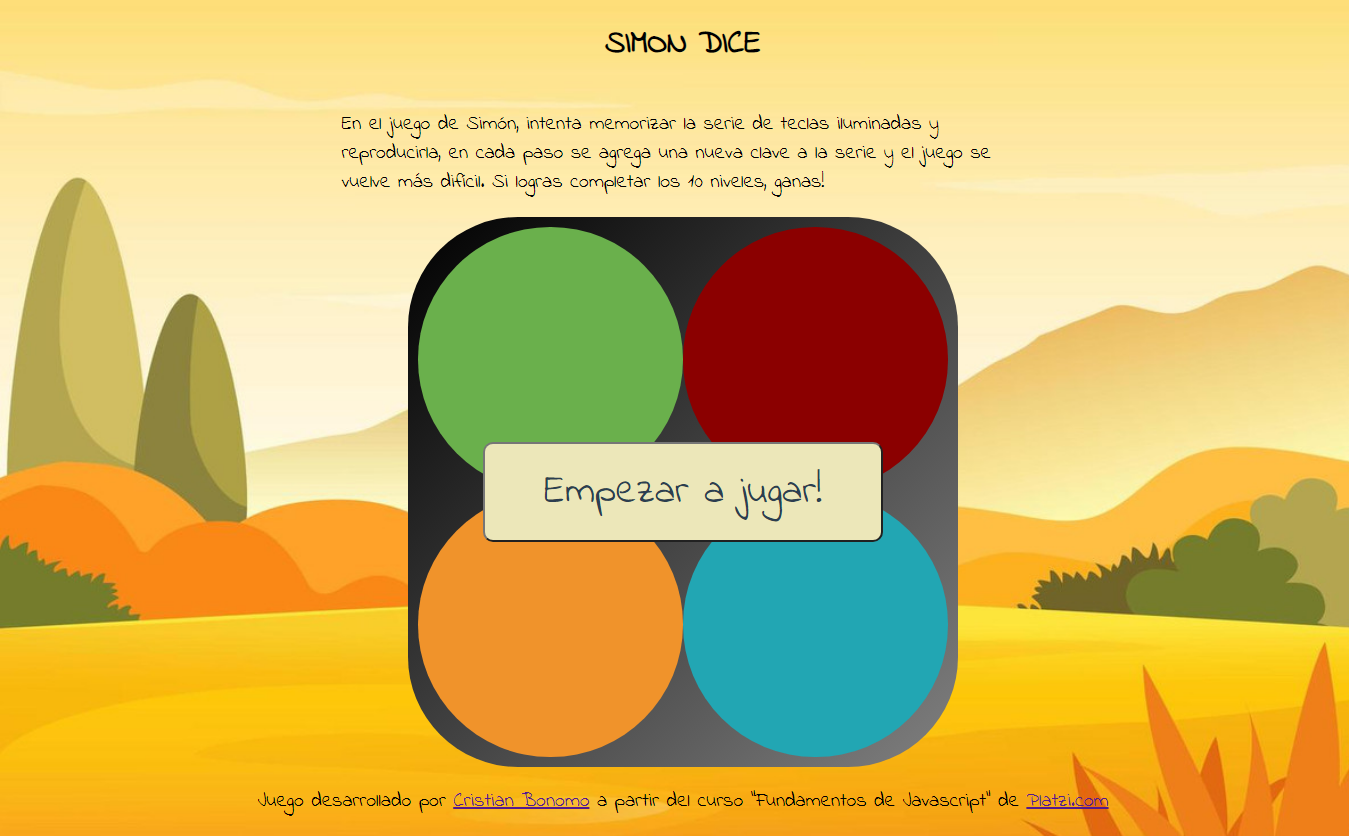 SIMON DICE
En el juego de Simón, intenta memorizar la serie de teclas iluminadas y
reproducirla, en cada paso se agrega una nueva clave a la serie y el juego se
vuelve más difícil. Si logras completar los 10 niveles, ganas!
Empezar a jugar!
Juego desarrollado por Cristian Bonomo a partir del curso "Fundamentos de Javascript" de Platzi.com